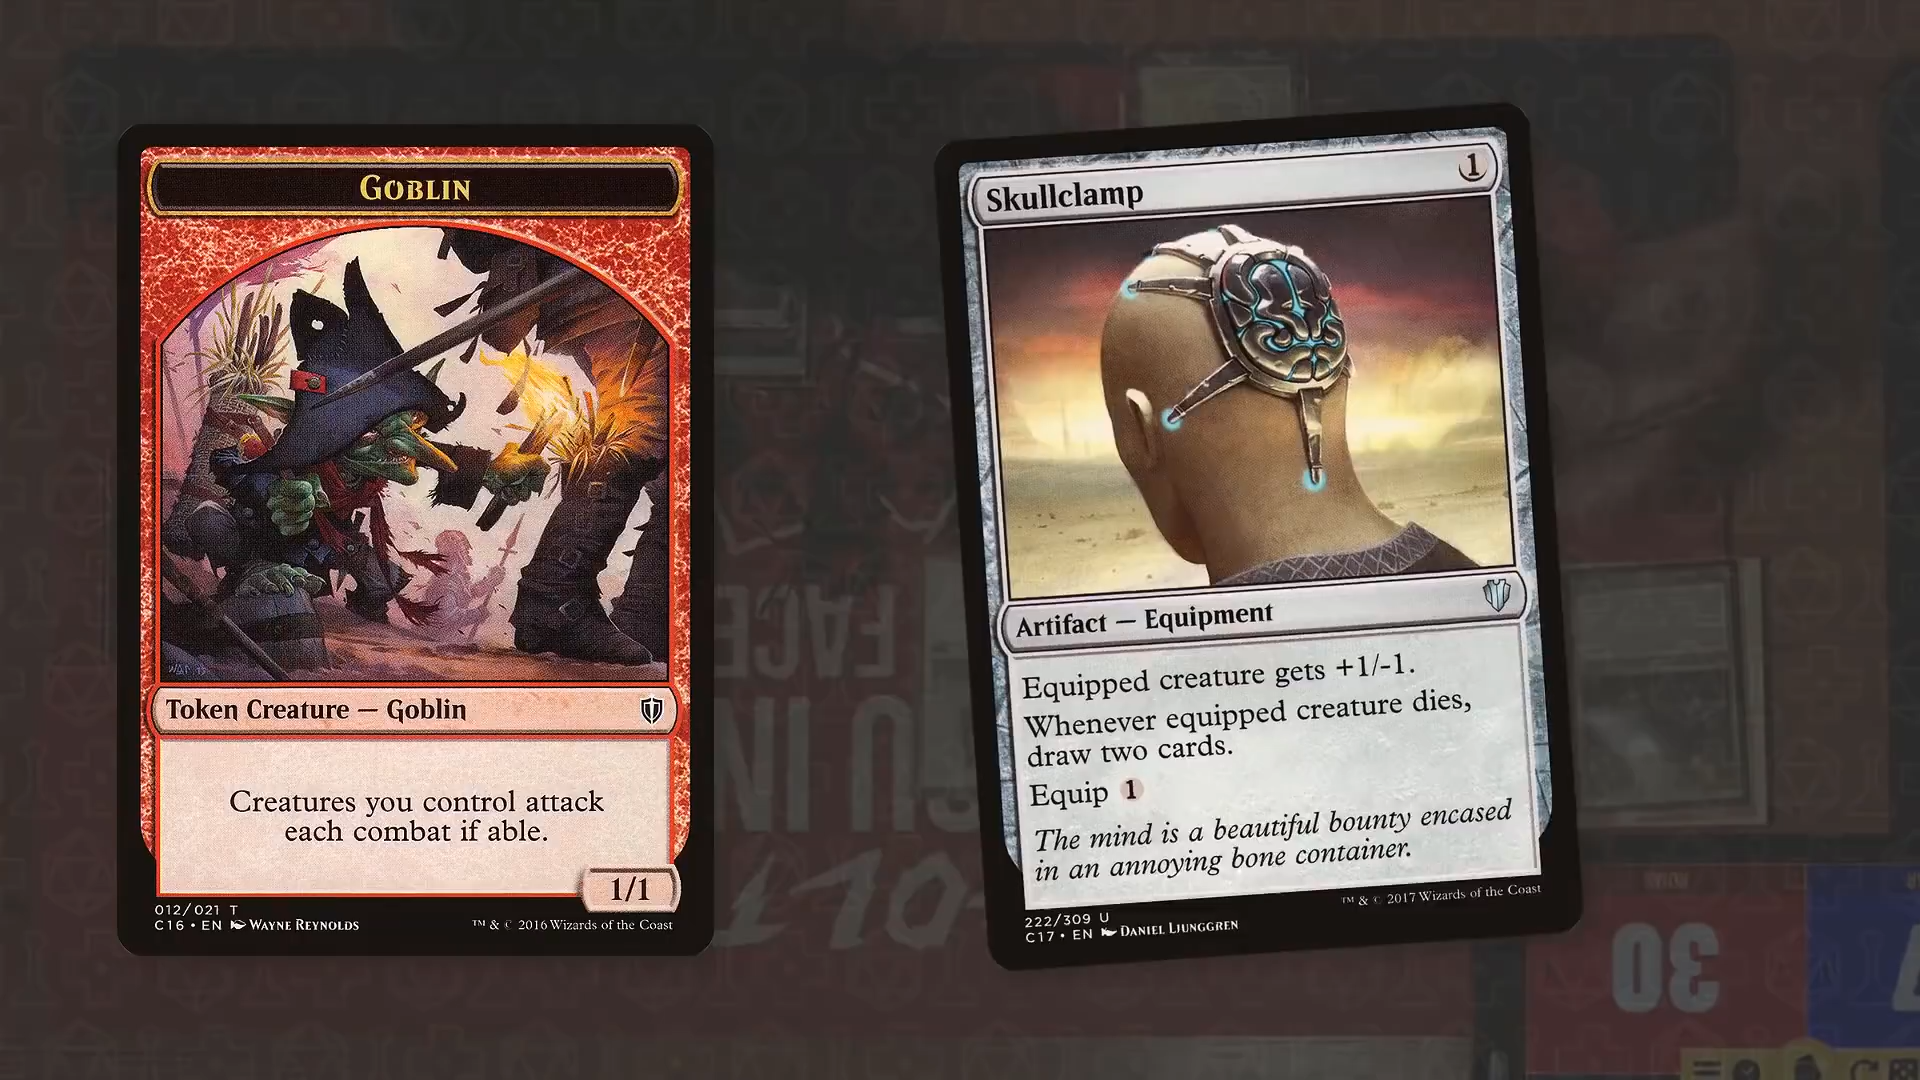 GOBLIN
Token Creature — Goblin
Creatures you control attack
each combat if able.
1/1
012/021 T
C16 • EN WAYNE REYNOLDS
™ & © 2016 Wizards of the Coast
Skullclamp
1
Artifact — Equipment
Equipped creature gets +1/-1.
Whenever equipped creature dies,
draw two cards.
Equip 1
The mind is a beautiful bounty encased
in an annoying bone container.
222/309 U
C17 • EN DANIEL LJUNGGREN
™ & © 2017 Wizards of the Coast
30